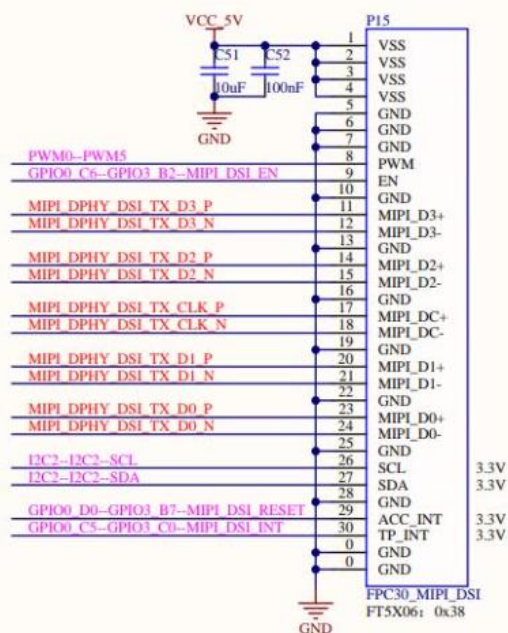 VCC_5V
P15
C51
C52
10uF
100nF
GND
1 VSS
2 VSS
3 VSS
4 VSS
5 GND
6 GND
7 GND
PWM0--PWM5 8 PWM
GPIO0_C6--GPIO3_B2--MIPI_DSI_EN 9 EN
10 GND
MIPI_DPHY_DSI_TX_D3_P 11 MIPI_D3+
MIPI_DPHY_DSI_TX_D3_N 12 MIPI_D3-
13 GND
MIPI_DPHY_DSI_TX_D2_P 14 MIPI_D2+
MIPI_DPHY_DSI_TX_D2_N 15 MIPI_D2-
16 GND
MIPI_DPHY_DSI_TX_CLK_P 17 MIPI_DC+
MIPI_DPHY_DSI_TX_CLK_N 18 MIPI_DC-
19 GND
MIPI_DPHY_DSI_TX_D1_P 20 MIPI_D1+
MIPI_DPHY_DSI_TX_D1_N 21 MIPI_D1-
22 GND
MIPI_DPHY_DSI_TX_D0_P 23 MIPI_D0+
MIPI_DPHY_DSI_TX_D0_N 24 MIPI_D0-
25 GND
I2C2--I2C2--SCL 26 SCL 3.3V
I2C2--I2C2--SDA 27 SDA 3.3V
28 GND
GPIO0_D0--GPIO3_B7--MIPI_DSI_RESET 29 ACC_INT 3.3V
GPIO0_C5--GPIO3_C0--MIPI_DSI_INT 30 TP_INT 3.3V
0 GND
0 GND
FPC30_MIPI_DSI
FT5X06: 0x38
GND